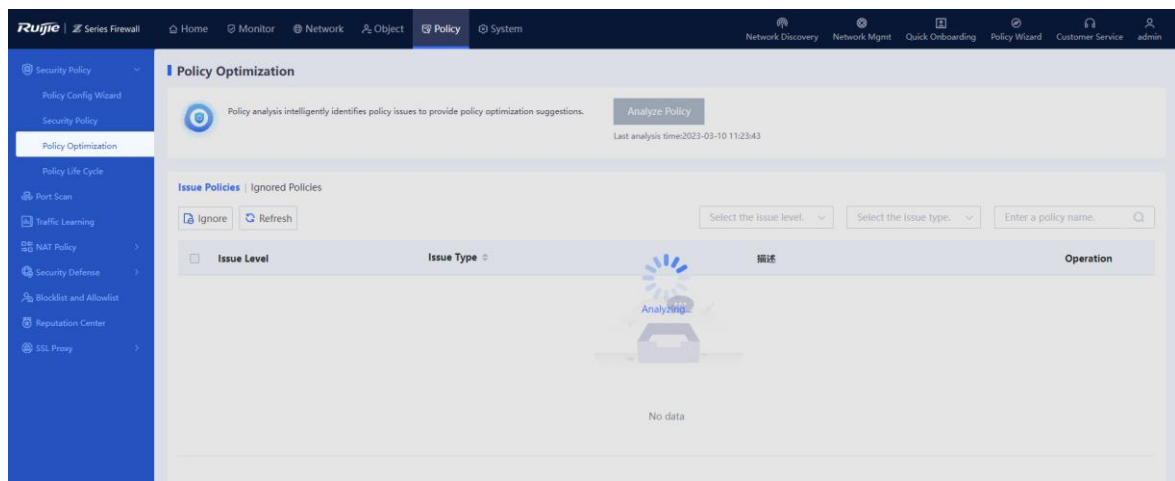 Ruijie | Z Series Firewall Home Monitor Network Object Policy System Network Discovery Network Mgmt Quick Onboarding Policy Wizard Customer Service admin
Security Policy
Policy Config Wizard
Security Policy
Policy Optimization
Policy Life Cycle
Port Scan
Traffic Learning
NAT Policy
Security Defense
Blocklist and Allowlist
Reputation Center
SSL Proxy
Policy Optimization
Policy analysis intelligently identifies policy issues to provide policy optimization suggestions. Analyze Policy
Last analysis time:2023-03-10 11:23:43
Issue Policies | Ignored Policies
Ignore Refresh Select the issue level. Select the issue type. Enter a policy name.
Issue Level Issue Type 描述 Operation
Analyzing...
No data